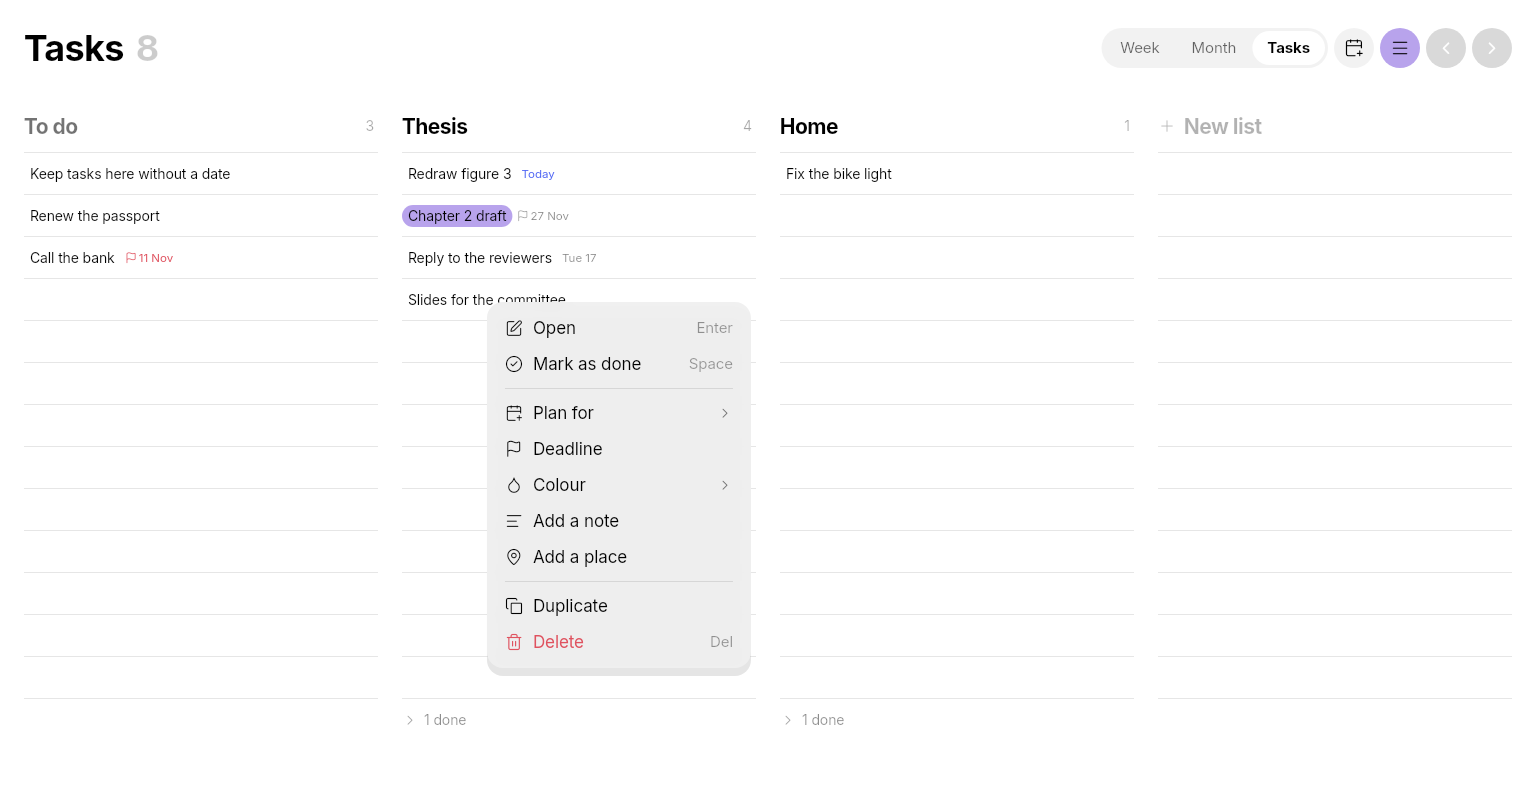 Tasks 8
Week Month Tasks
To do 3
Keep tasks here without a date
Renew the passport
Call the bank 11 Nov
Thesis 4
Redraw figure 3 Today
Chapter 2 draft 27 Nov
Reply to the reviewers Tue 17
Slides for the committee
Open Enter
Mark as done Space
Plan for
Deadline
Colour
Add a note
Add a place
Duplicate
Delete Del
1 done
Home 1
Fix the bike light
1 done
New list